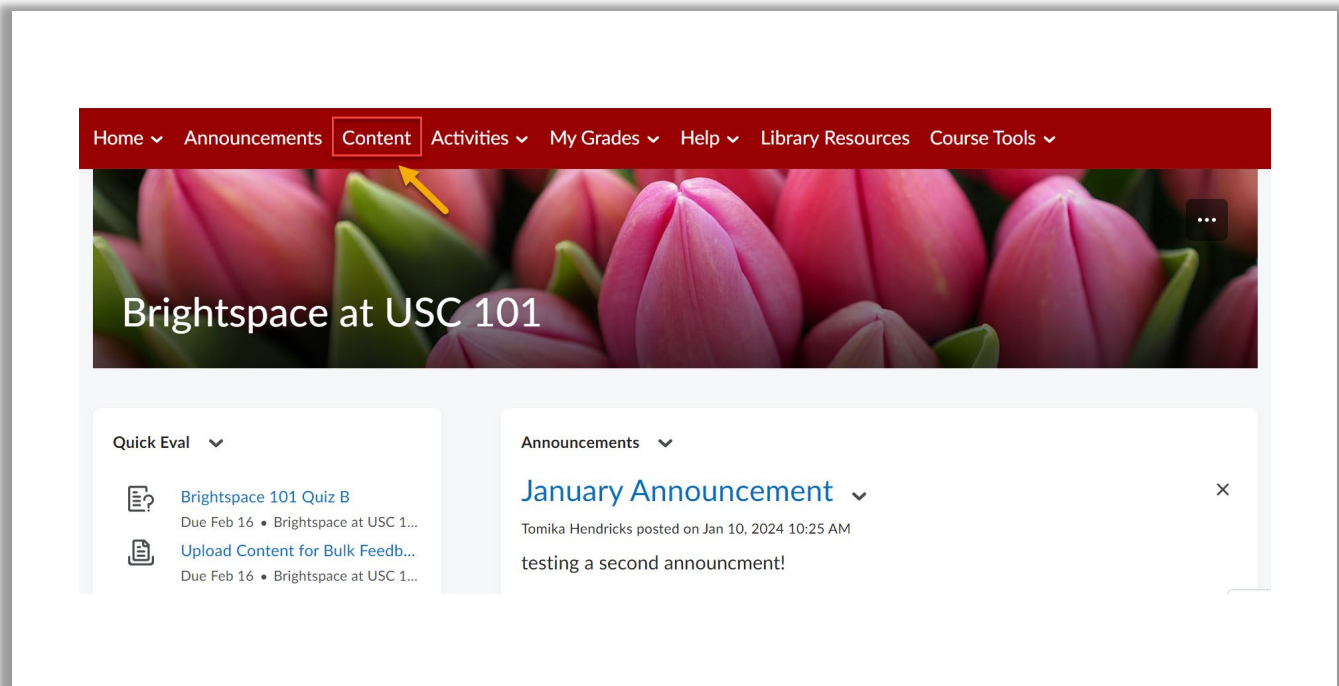 Home Announcements Content Activities My Grades Help Library Resources Course Tools
Brightspace at USC 101
Quick Eval
Brightspace 101 Quiz B
Due Feb 16 • Brightspace at USC 1...
Upload Content for Bulk Feedb...
Due Feb 16 • Brightspace at USC 1...
Announcements
January Announcement
Tomika Hendricks posted on Jan 10, 2024 10:25 AM
testing a second announcment!